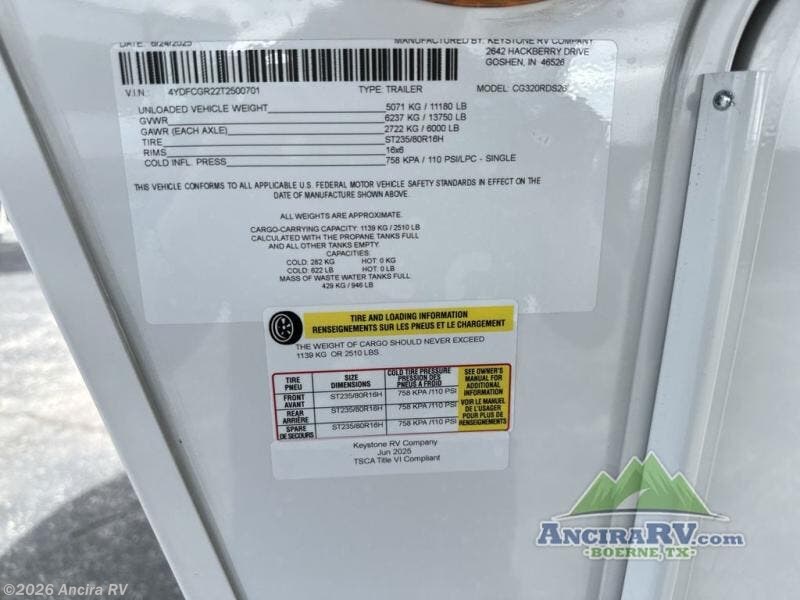 DATE: 6/24/2025
MANUFACTURED BY: KEYSTONE RV COMPANY
2642 HACKBERRY DRIVE
GOSHEN, IN 46526
V.I.N.: 4YDFCGR22T2500701 TYPE: TRAILER MODEL: CG320RDS26
UNLOADED VEHICLE WEIGHT 5071 KG / 11180 LB
GVWR 6237 KG / 13750 LB
GAWR (EACH AXLE) 2722 KG / 6000 LB
TIRE ST235/80R16H
RIMS 16x6
COLD INFL. PRESS 758 KPA / 110 PSI/LPC - SINGLE
THIS VEHICLE CONFORMS TO ALL APPLICABLE U.S. FEDERAL MOTOR VEHICLE SAFETY STANDARDS IN EFFECT ON THE
DATE OF MANUFACTURE SHOWN ABOVE.
ALL WEIGHTS ARE APPROXIMATE.
CARGO-CARRYING CAPACITY: 1139 KG / 2510 LB
CALCULATED WITH THE PROPANE TANKS FULL
AND ALL OTHER TANKS EMPTY.
CAPACITIES:
COLD: 282 KG HOT: 0 KG
COLD: 622 LB HOT: 0 LB
MASS OF WASTE WATER TANKS FULL:
429 KG / 946 LB
TIRE AND LOADING INFORMATION
RENSEIGNEMENTS SUR LES PNEUS ET LE CHARGEMENT
THE WEIGHT OF CARGO SHOULD NEVER EXCEED
1139 KG OR 2510 LBS.
TIRE
PNEU
SIZE
DIMENSIONS
COLD TIRE PRESSURE
PRESSION DES
PNEUS A FROID
FRONT
AVANT
ST235/80R16H
758 KPA /110 PSI
REAR
ARRIÈRE
ST235/80R16H
758 KPA /110 PSI
SPARE
DE SECOURS
ST235/80R16H
758 KPA /110 PSI
SEE OWNER'S
MANUAL FOR
ADDITIONAL
INFORMATION
VOIR LE MANUEL
DE L'USAGER
POUR PLUS DE
RENSEIGNEMENTS
Keystone RV Company
Jun 2025
TSCA Title VI Compliant
ANCIRARV.COM
BOERNE, TX
©2026 Ancira RV